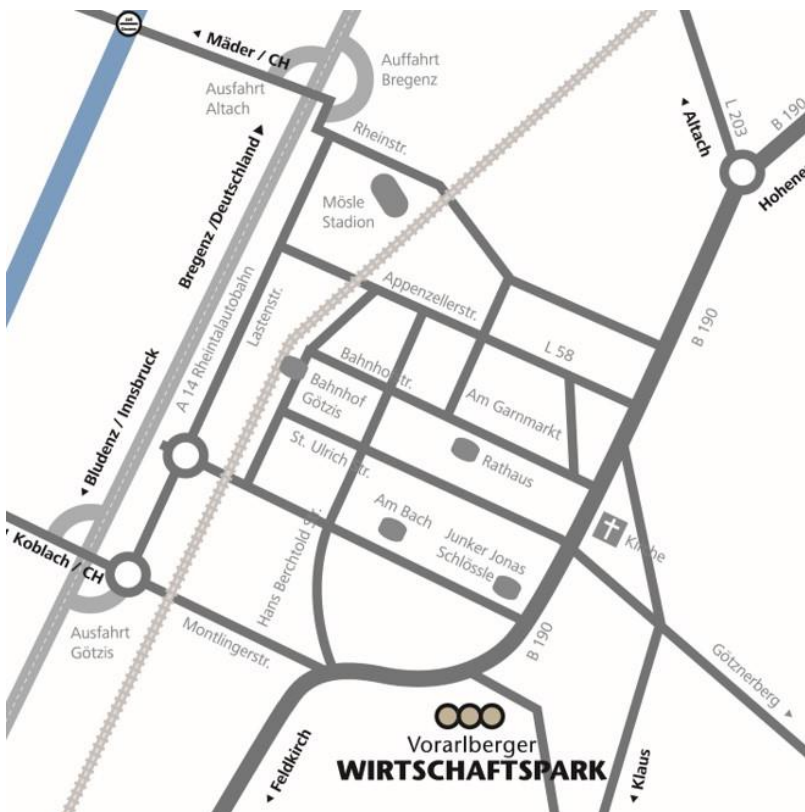 Mäder / CH
Auffahrt
Bregenz
Ausfahrt
Altach
Rheinstr.
Altach
L 203
B 190
Bregenz /Deutschland
Mösle
Stadion
A 14 Rheintalautobahn
Lastenstr.
Appenzellerstr.
L 58
B 190
Bahnhofstr.
Bahnhof
Götzis
Am Garnmarkt
Bludenz / Innsbruck
St. Ulrich Str.
Rathaus
Am Bach
Junker Jonas
Schlössle
Kirche
Koblach / CH
Hans Berchtold Str.
Ausfahrt
Götzis
Montlingerstr.
B 190
Götznerberg
Feldkirch
Vorarlberger
WIRTSCHAFTSPARK
Klaus